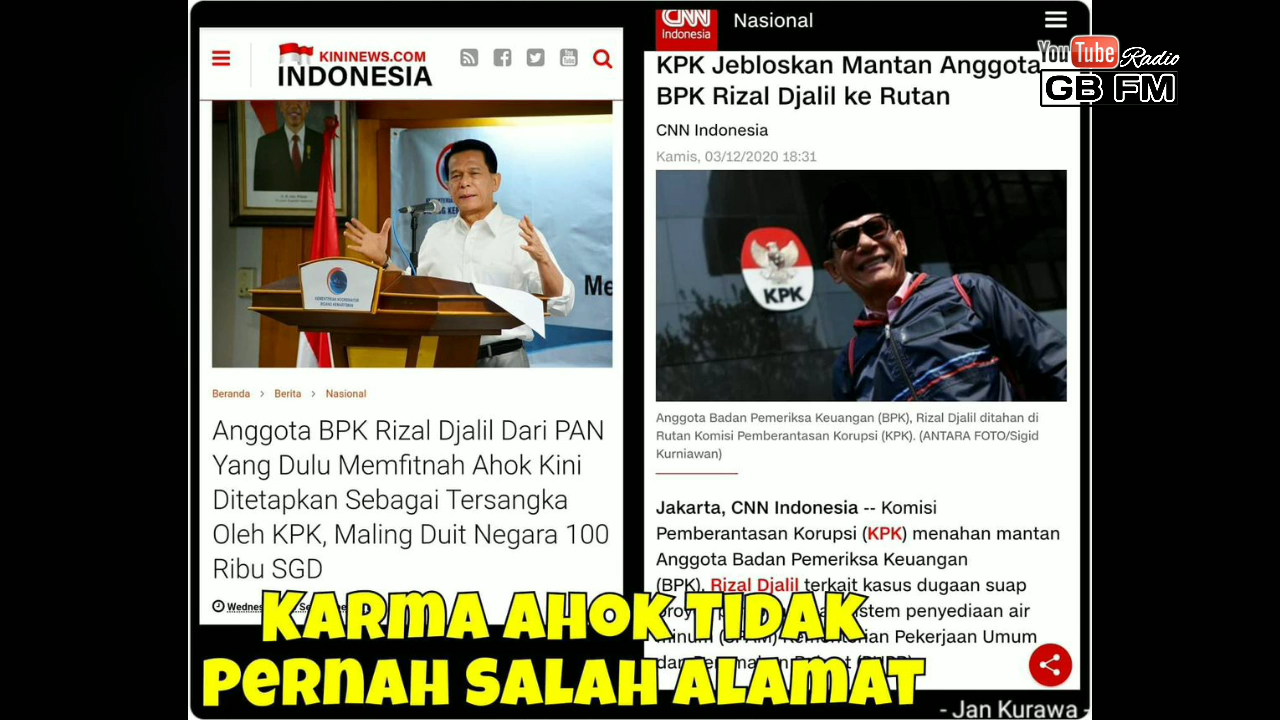 KININEWS.COM
INDONESIA
Anggota BPK Rizal Djalil Dari PAN
Yang Dulu Memfitnah Ahok Kini
Ditetapkan Sebagai Tersangka
Oleh KPK, Maling Duit Negara 100
Ribu SGD
Beranda > Berita > Nasional
CNN
Indonesia
Nasional
KPK Jebloskan Mantan Anggota
BPK Rizal Djalil ke Rutan
CNN Indonesia
Kamis, 03/12/2020 18:31
KPK
Anggota Badan Pemeriksa Keuangan (BPK), Rizal Djalil ditahan di
Rutan Komisi Pemberantasan Korupsi (KPK). (ANTARA FOTO/Sigid
Kurniawan)
Jakarta, CNN Indonesia -- Komisi
Pemberantasan Korupsi (KPK) menahan mantan
Anggota Badan Pemeriksa Keuangan
(BPK), Rizal Djalil terkait kasus dugaan suap
sistem penyediaan air
Pekerjaan Umum
YouTube Radio
GB FM
KARMA AHOK TIDAK
PERNAH SALAH ALAMAT
- Jan Kurawa -